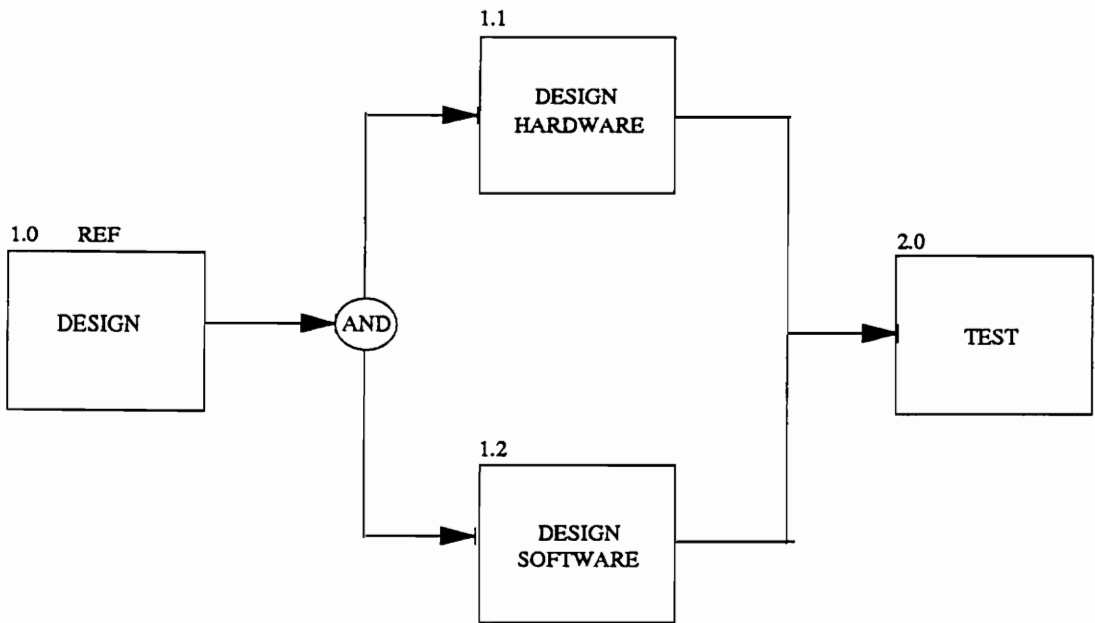 1.1
DESIGN
HARDWARE
1.0 REF
DESIGN
AND
2.0
TEST
1.2
DESIGN
SOFTWARE